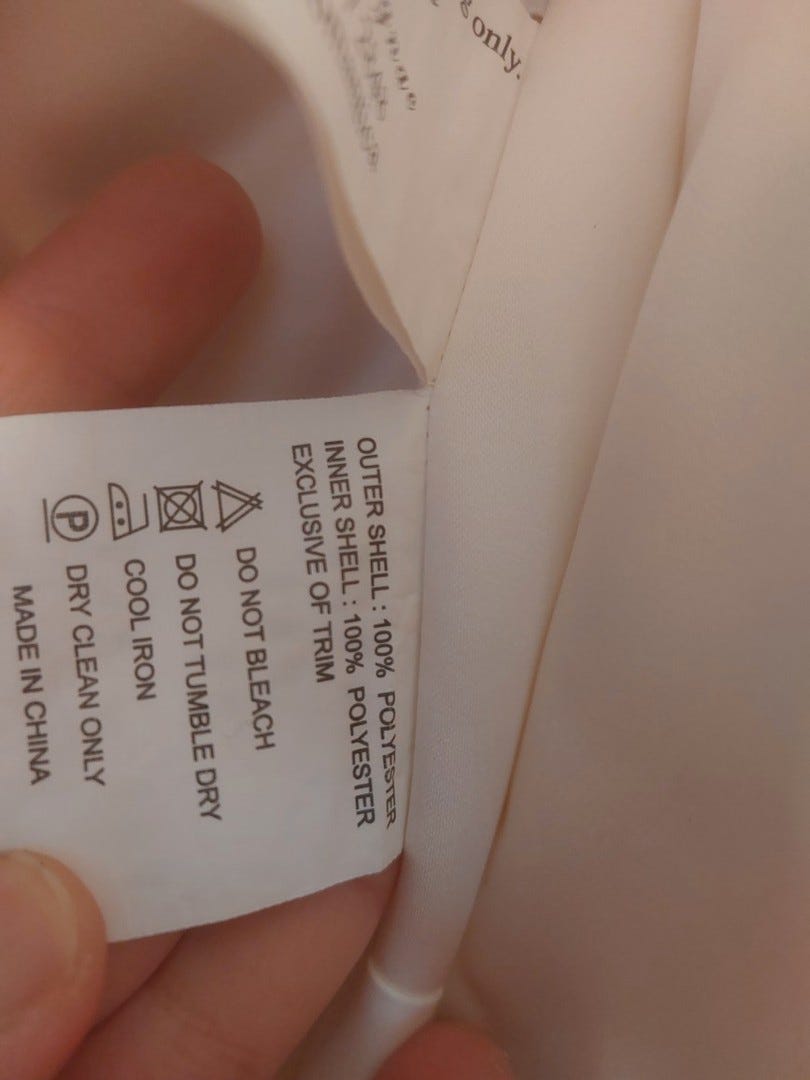 only.
OUTER SHELL : 100% POLYESTER
INNER SHELL : 100% POLYESTER
EXCLUSIVE OF TRIM
DO NOT BLEACH
DO NOT TUMBLE DRY
COOL IRON
P DRY CLEAN ONLY
MADE IN CHINA